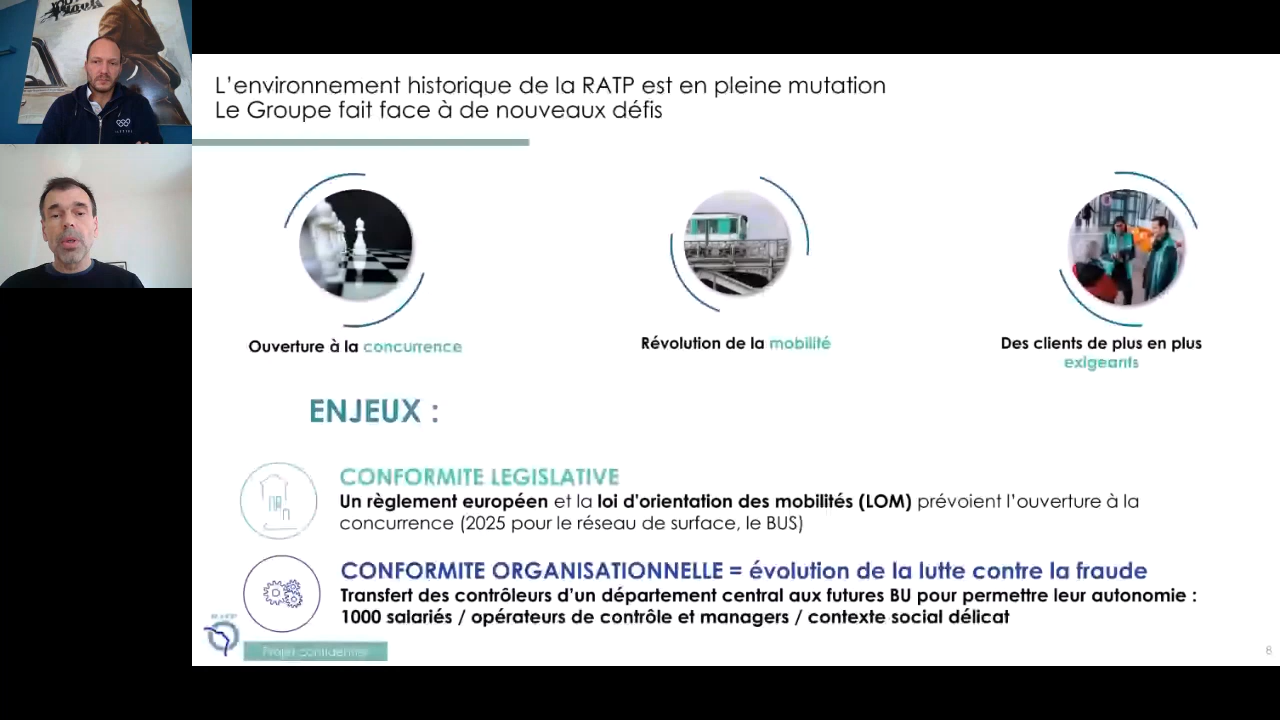 L'environnement historique de la RATP est en pleine mutation
Le Groupe fait face à de nouveaux défis
Ouverture à la concurrence
Révolution de la mobilité
Des clients de plus en plus
exigeants
ENJEUX :
CONFORMITE LEGISLATIVE
Un règlement européen et la loi d'orientation des mobilités (LOM) prévoient l'ouverture à la
concurrence (2025 pour le réseau de surface, le BUS)
CONFORMITE ORGANISATIONNELLE = évolution de la lutte contre la fraude
Transfert des contrôleurs d'un département central aux futures BU pour permettre leur autonomie :
1000 salariés / opérateurs de contrôle et managers / contexte social délicat
Projet confidentiel
8